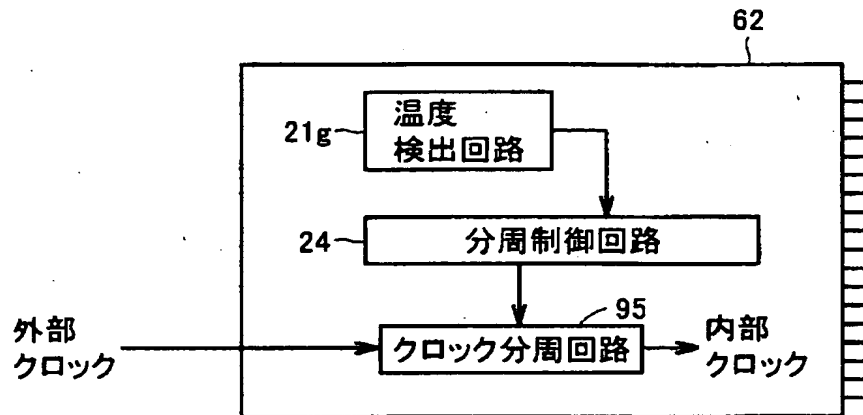 62
温度
検出回路
21g
24
分周制御回路
95
外部
クロック
クロック分周回路
内部
クロック